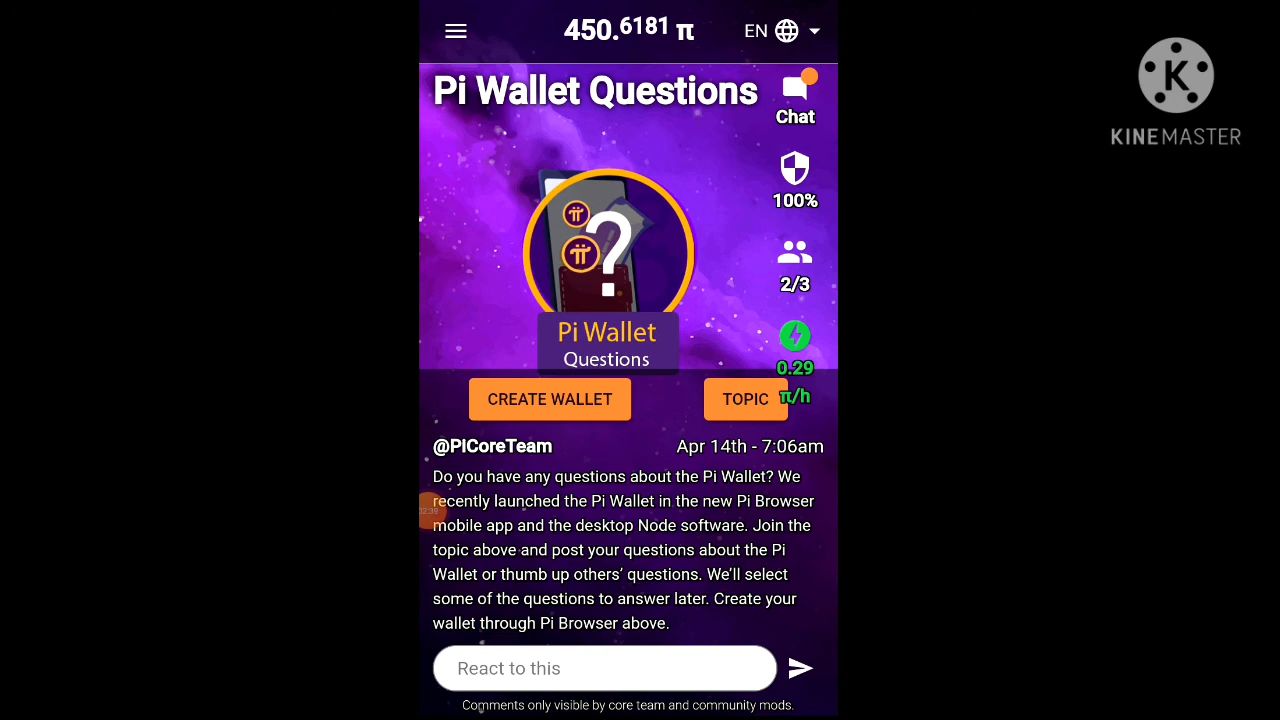 450.6181 π
EN
Pi Wallet Questions
Chat
100%
2/3
0.29
π/h
?
Pi Wallet
Questions
CREATE WALLET
TOPIC
@PiCoreTeam
Apr 14th - 7:06am
Do you have any questions about the Pi Wallet? We
recently launched the Pi Wallet in the new Pi Browser
mobile app and the desktop Node software. Join the
topic above and post your questions about the Pi
Wallet or thumb up others’ questions. We’ll select
some of the questions to answer later. Create your
wallet through Pi Browser above.
02:39
React to this
Comments only visible by core team and community mods.
K
KINEMASTER